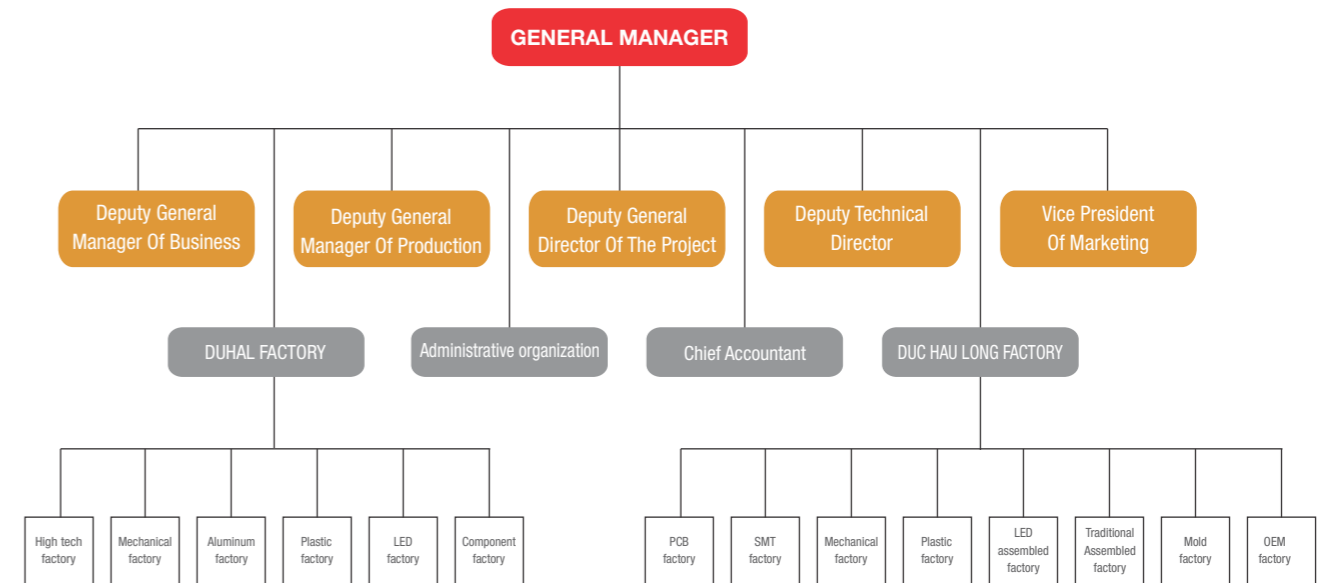 GENERAL MANAGER
Deputy General
Manager Of Business
Deputy General
Manager Of Production
Deputy General
Director Of The Project
Deputy Technical
Director
Vice President
Of Marketing
DUHAL FACTORY
Administrative organization
Chief Accountant
DUC HAU LONG FACTORY
High tech
factory
Mechanical
factory
Aluminum
factory
Plastic
factory
LED
factory
Component
factory
PCB
factory
SMT
factory
Mechanical
factory
Plastic
factory
LED
assembled
factory
Traditional
Assembled
factory
Mold
factory
OEM
factory